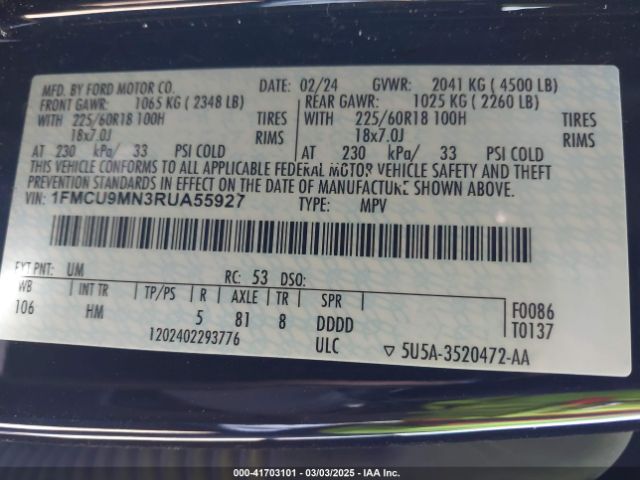 MFD. BY FORD MOTOR CO. DATE: 02/24 GVWR: 2041 KG ( 4500 LB)
FRONT GAWR: 1065 KG ( 2348 LB) REAR GAWR: 1025 KG ( 2260 LB)
WITH 225/60R18 100H TIRES WITH 225/60R18 100H TIRES
18x7.0J RIMS 18x7.0J RIMS
AT 230 kPa/ 33 PSI COLD AT 230 kPa/ 33 PSI COLD
THIS VEHICLE CONFORMS TO ALL APPLICABLE FEDERAL MOTOR VEHICLE SAFETY AND THEFT
PREVENTION STANDARDS IN EFFECT ON THE DATE OF MANUFACTURE SHOWN ABOVE.
VIN: 1FMCU9MN3RUA55927 TYPE: MPV
EXT PNT: UM RC: 53 DSO:
WB INT TR TP/PS R AXLE TR SPR
106 HM 5 81 8 DDDD
F0086
T0137
1202402293776 ULC ▽ 5U5A-3520472-AA
000-41703101 - 03/03/2025 - IAA Inc.